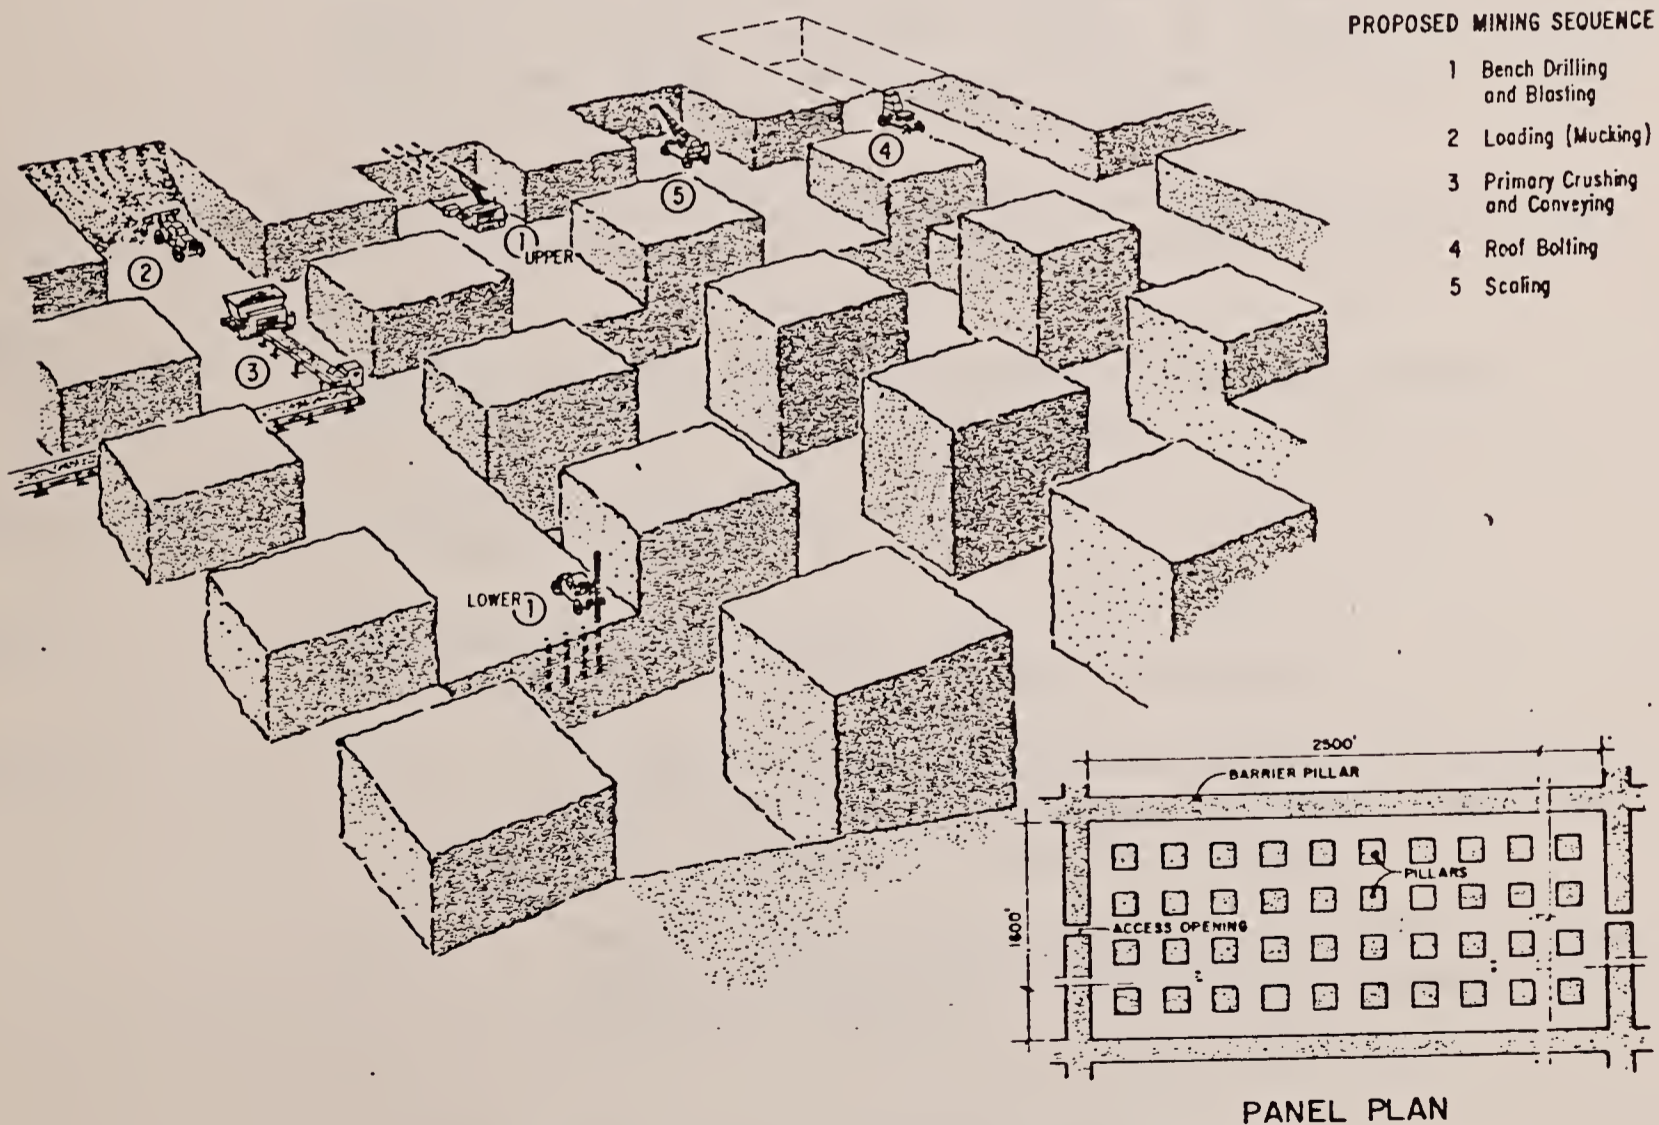 PROPOSED MINING SEQUENCE
1 Bench Drilling
and Blasting
2 Loading (Mucking)
3 Primary Crushing
and Conveying
4 Roof Bolting
5 Scaling
4
5
1
UPPER
2
3
LOWER 1
2500'
BARRIER PILLAR
PILLARS
1600'
ACCESS OPENING
PANEL PLAN